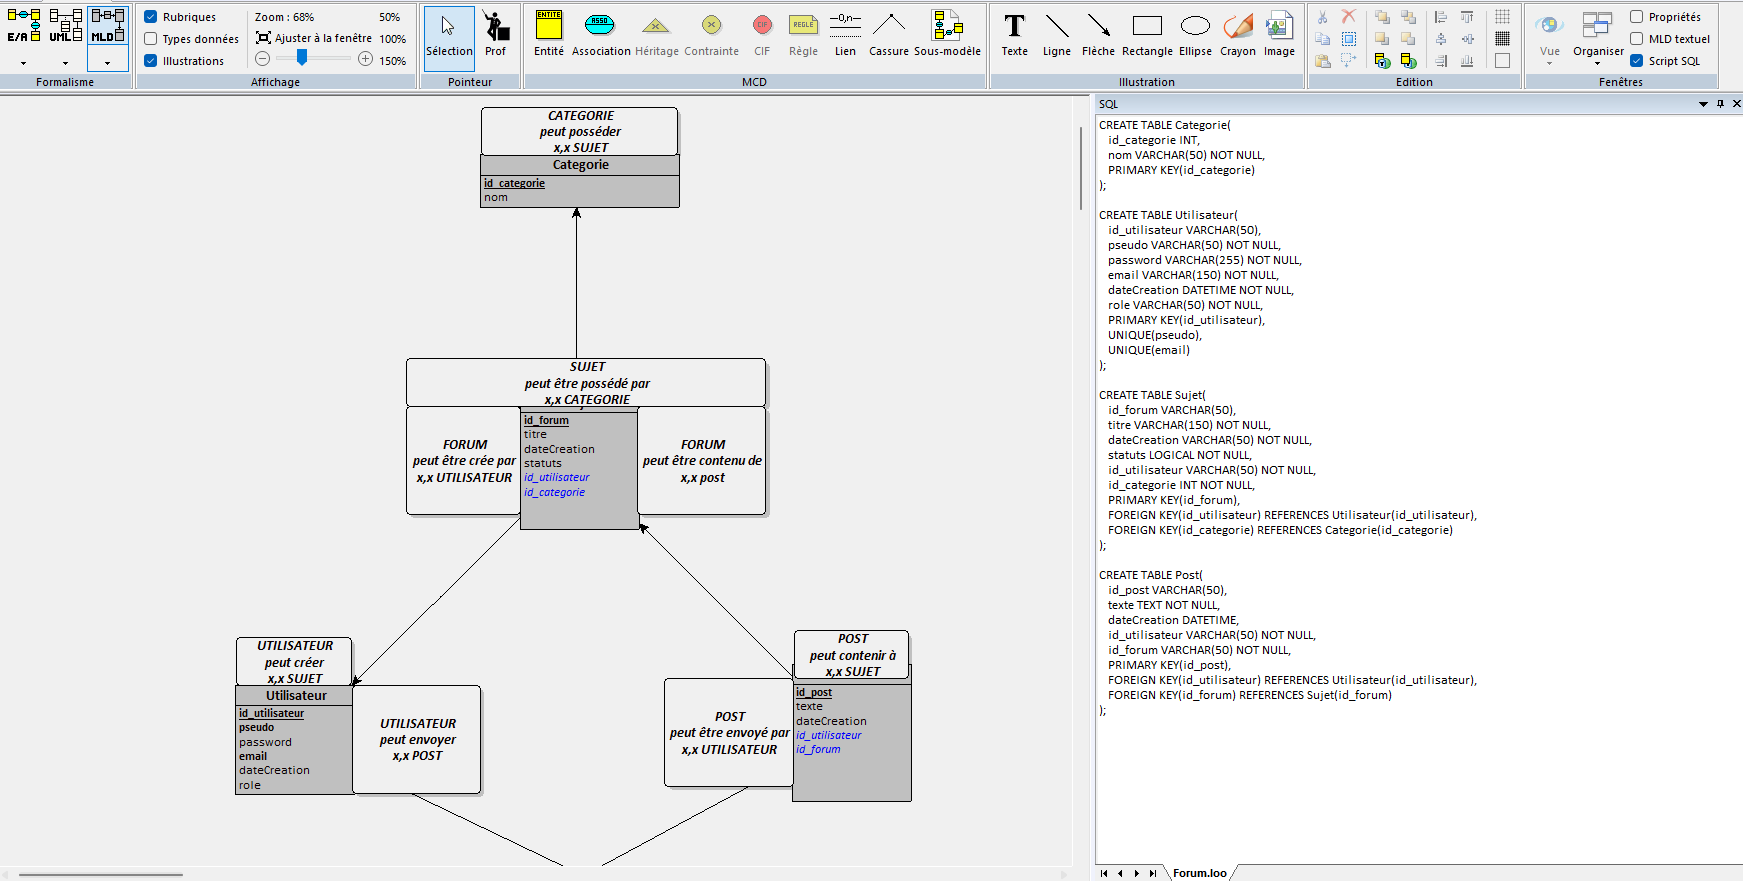 E/R
UML
MLD
Formalisme
Rubriques
Types données
Illustrations
Zoom : 68%
50%
Ajuster à la fenêtre
100%
150%
Affichage
Sélection
Prof
Pointeur
ENTITE
Entité
ASSO
Association
Héritage
Contrainte
CIF
CIF
REGLE
Règle
—0,n—
Lien
Cassure
Sous-modèle
MCD
T
Texte
Ligne
Flèche
Rectangle
Ellipse
Crayon
Image
Illustration
Edition
Vue
Organiser
Propriétés
MLD textuel
Script SQL
Fenêtres
CATEGORIE
peut posséder
x,x SUJET
Categorie
id_categorie
nom
SUJET
peut être possédé par
x,x CATEGORIE
FORUM
peut être crée par
x,x UTILISATEUR
id_forum
titre
dateCreation
statuts
id_utilisateur
id_categorie
FORUM
peut être contenu de
x,x post
UTILISATEUR
peut créer
x,x SUJET
Utilisateur
id_utilisateur
pseudo
password
email
dateCreation
role
UTILISATEUR
peut envoyer
x,x POST
POST
peut être envoyé par
x,x UTILISATEUR
POST
peut contenir à
x,x SUJET
id_post
texte
dateCreation
id_utilisateur
id_forum
SQL
CREATE TABLE Categorie(
id_categorie INT,
nom VARCHAR(50) NOT NULL,
PRIMARY KEY(id_categorie)
);
CREATE TABLE Utilisateur(
id_utilisateur VARCHAR(50),
pseudo VARCHAR(50) NOT NULL,
password VARCHAR(255) NOT NULL,
email VARCHAR(150) NOT NULL,
dateCreation DATETIME NOT NULL,
role VARCHAR(50) NOT NULL,
PRIMARY KEY(id_utilisateur),
UNIQUE(pseudo),
UNIQUE(email)
);
CREATE TABLE Sujet(
id_forum VARCHAR(50),
titre VARCHAR(150) NOT NULL,
dateCreation VARCHAR(50) NOT NULL,
statuts LOGICAL NOT NULL,
id_utilisateur VARCHAR(50) NOT NULL,
id_categorie INT NOT NULL,
PRIMARY KEY(id_forum),
FOREIGN KEY(id_utilisateur) REFERENCES Utilisateur(id_utilisateur),
FOREIGN KEY(id_categorie) REFERENCES Categorie(id_categorie)
);
CREATE TABLE Post(
id_post VARCHAR(50),
texte TEXT NOT NULL,
dateCreation DATETIME,
id_utilisateur VARCHAR(50) NOT NULL,
id_forum VARCHAR(50) NOT NULL,
PRIMARY KEY(id_post),
FOREIGN KEY(id_utilisateur) REFERENCES Utilisateur(id_utilisateur),
FOREIGN KEY(id_forum) REFERENCES Sujet(id_forum)
);
Forum.loo